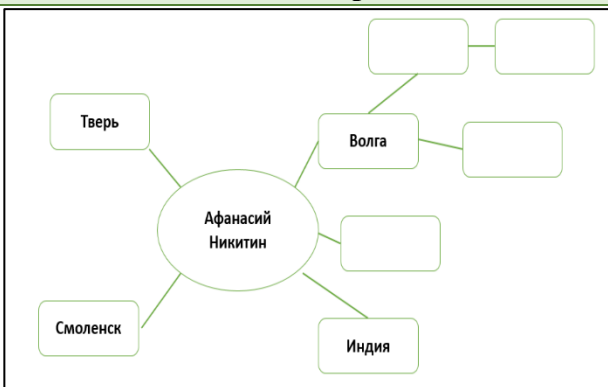 Тверь
Волга
Афанасий
Никитин
Смоленск
Индия